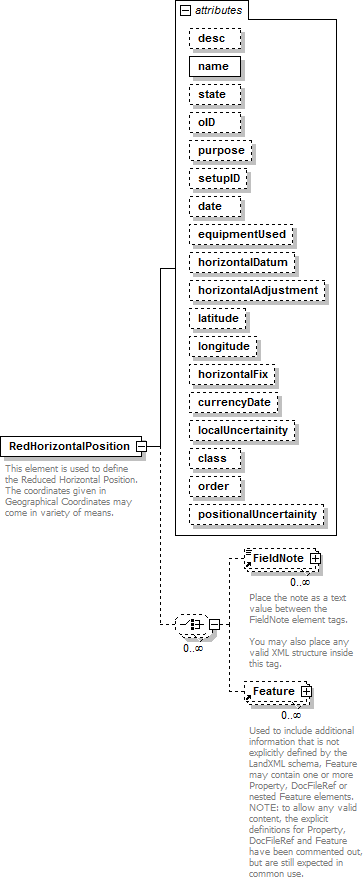 attributes
desc
name
state
oID
purpose
setupID
date
equipmentUsed
horizontalDatum
horizontalAdjustment
latitude
longitude
horizontalFix
currencyDate
localUncertainity
class
order
positionalUncertainity
RedHorizontalPosition
This element is used to define
the Reduced Horizontal Position.
The coordinates given in
Geographical Coordinates may
come in variety of means.
0..∞
FieldNote
0..∞
Place the note as a text
value between the
FieldNote element tags.
You may also place any
valid XML structure inside
this tag.
Feature
0..∞
Used to include additional
information that is not
explicitly defined by the
LandXML schema, Feature
may contain one or more
Property, DocFileRef or
nested Feature elements.
NOTE: to allow any valid
content, the explicit
definitions for Property,
DocFileRef and Feature
have been commented out,
but are still expected in
common use.